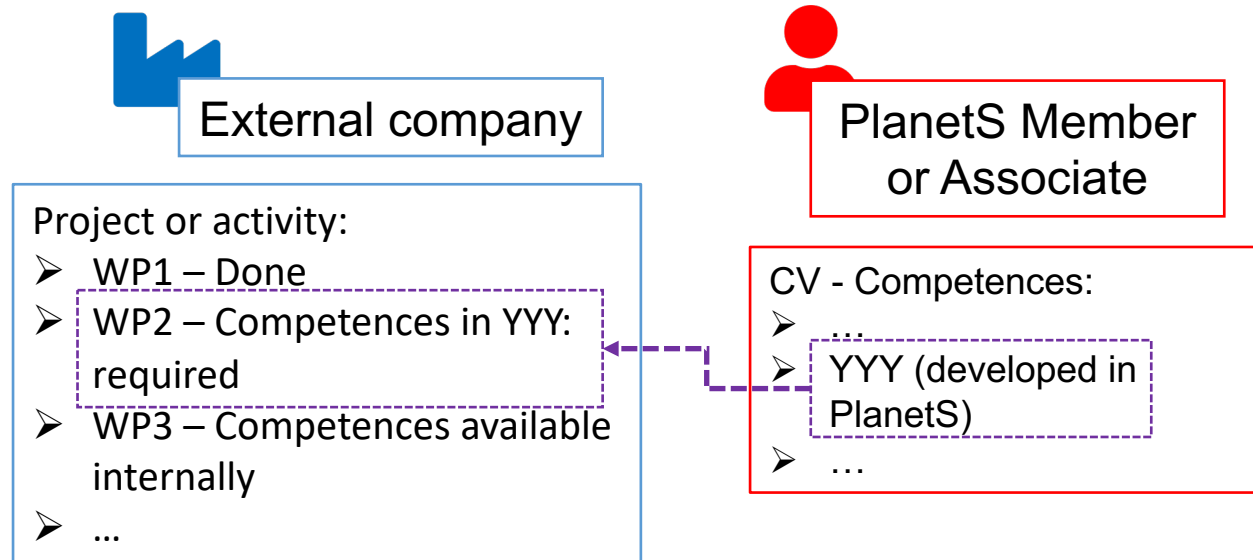 External company
PlanetS Member
or Associate
Project or activity:
➢ WP1 – Done
➢ WP2 – Competences in YYY:
required
➢ WP3 – Competences available
internally
➢ …
CV - Competences:
➢ …
➢ YYY (developed in
PlanetS)
➢ …